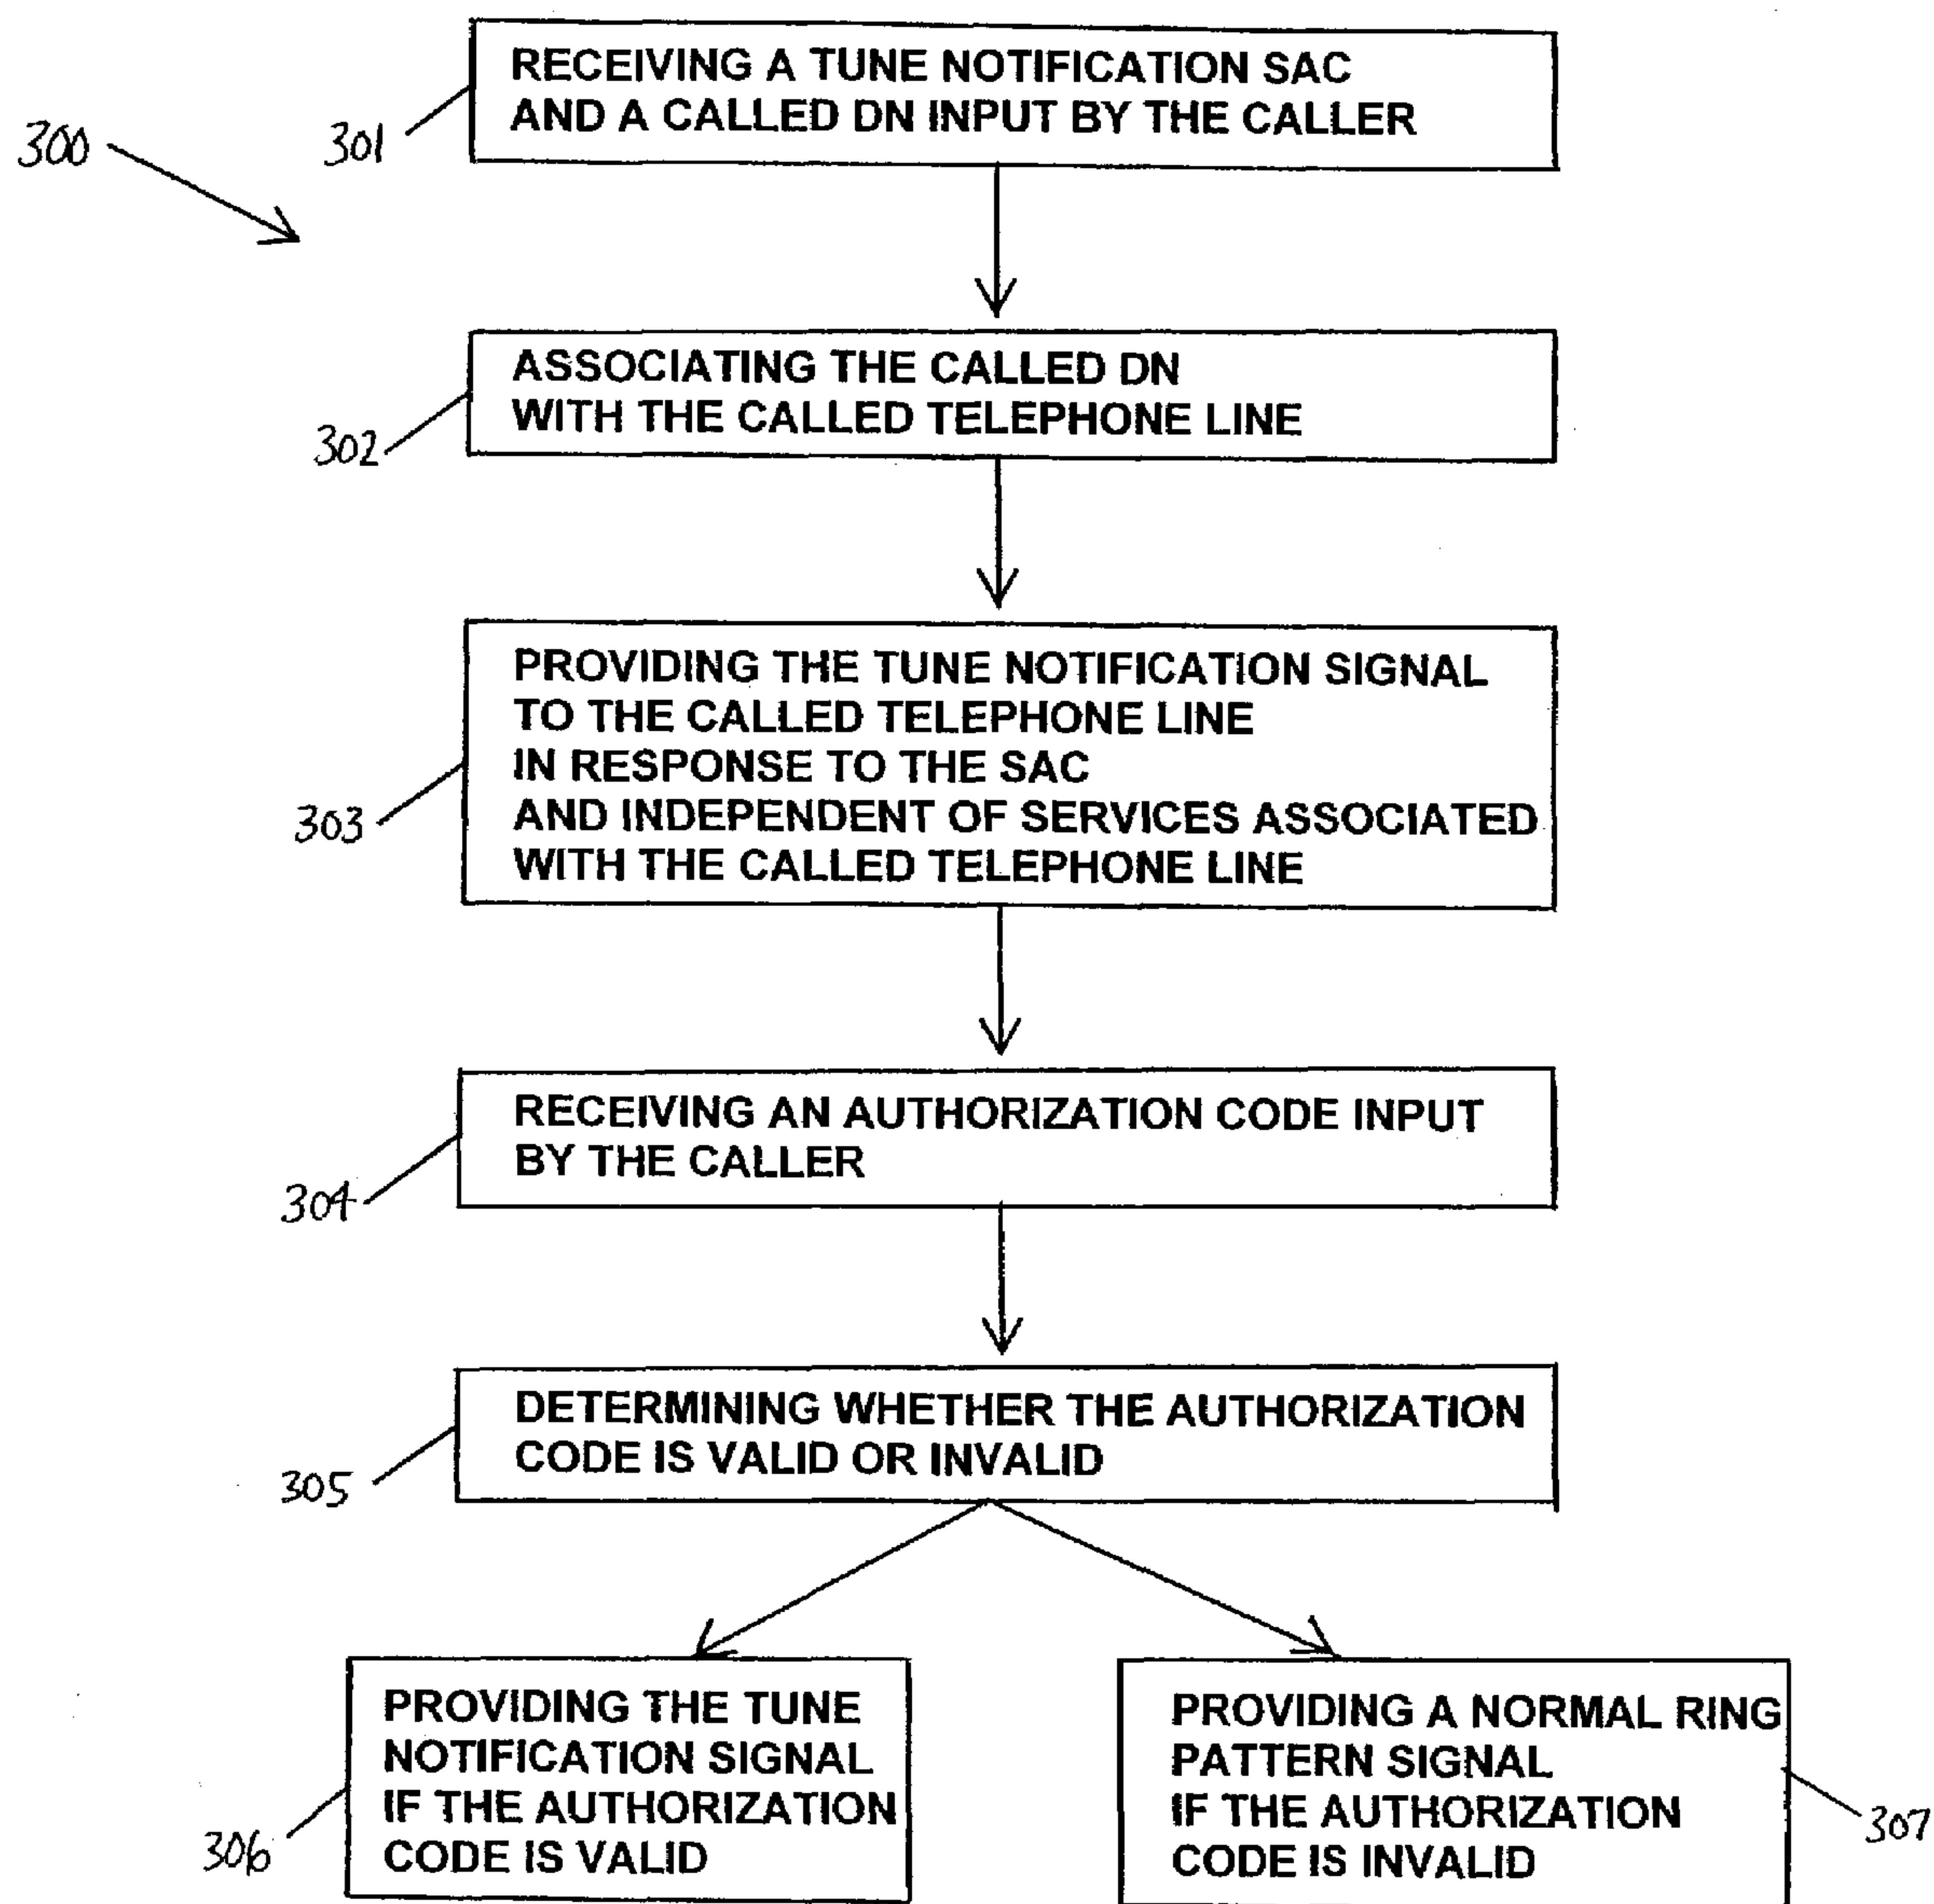 RECEIVING A TUNE NOTIFICATION SAC
AND A CALLED DN INPUT BY THE CALLER
300
301
ASSOCIATING THE CALLED DN
WITH THE CALLED TELEPHONE LINE
302
PROVIDING THE TUNE NOTIFICATION SIGNAL
TO THE CALLED TELEPHONE LINE
IN RESPONSE TO THE SAC
AND INDEPENDENT OF SERVICES ASSOCIATED
WITH THE CALLED TELEPHONE LINE
303
RECEIVING AN AUTHORIZATION CODE INPUT
BY THE CALLER
304
DETERMINING WHETHER THE AUTHORIZATION
CODE IS VALID OR INVALID
305
PROVIDING THE TUNE
NOTIFICATION SIGNAL
IF THE AUTHORIZATION
CODE IS VALID
306
PROVIDING A NORMAL RING
PATTERN SIGNAL
IF THE AUTHORIZATION
CODE IS INVALID
307